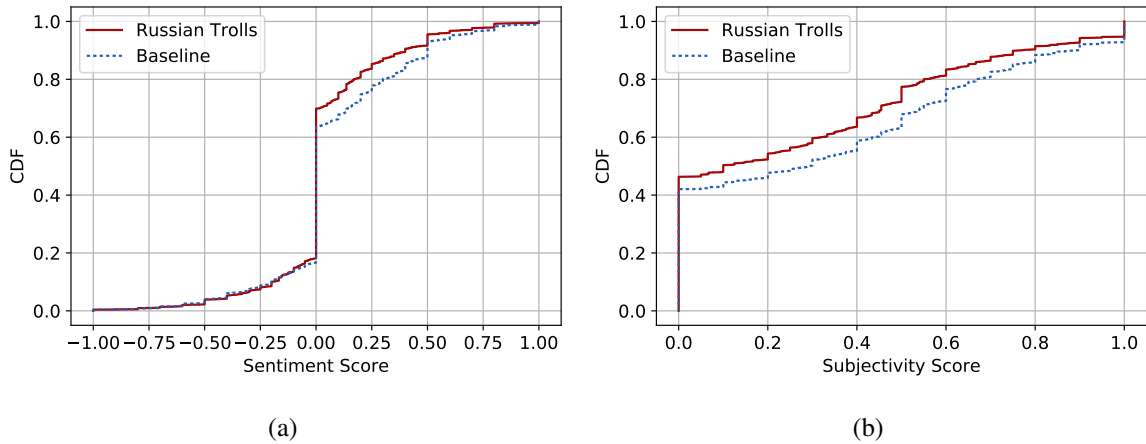 Russian Trolls
Baseline
1.0
0.8
0.6
0.4
0.2
0.0
CDF
−1.00 −0.75 −0.50 −0.25 0.00 0.25 0.50 0.75 1.00
Sentiment Score
(a)
Russian Trolls
Baseline
1.0
0.8
0.6
0.4
0.2
0.0
CDF
0.0 0.2 0.4 0.6 0.8 1.0
Subjectivity Score
(b)